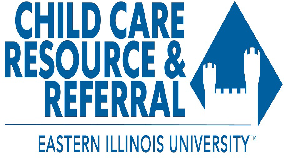 CHILD CARE
RESOURCE &
REFERRAL
EASTERN ILLINOIS UNIVERSITY